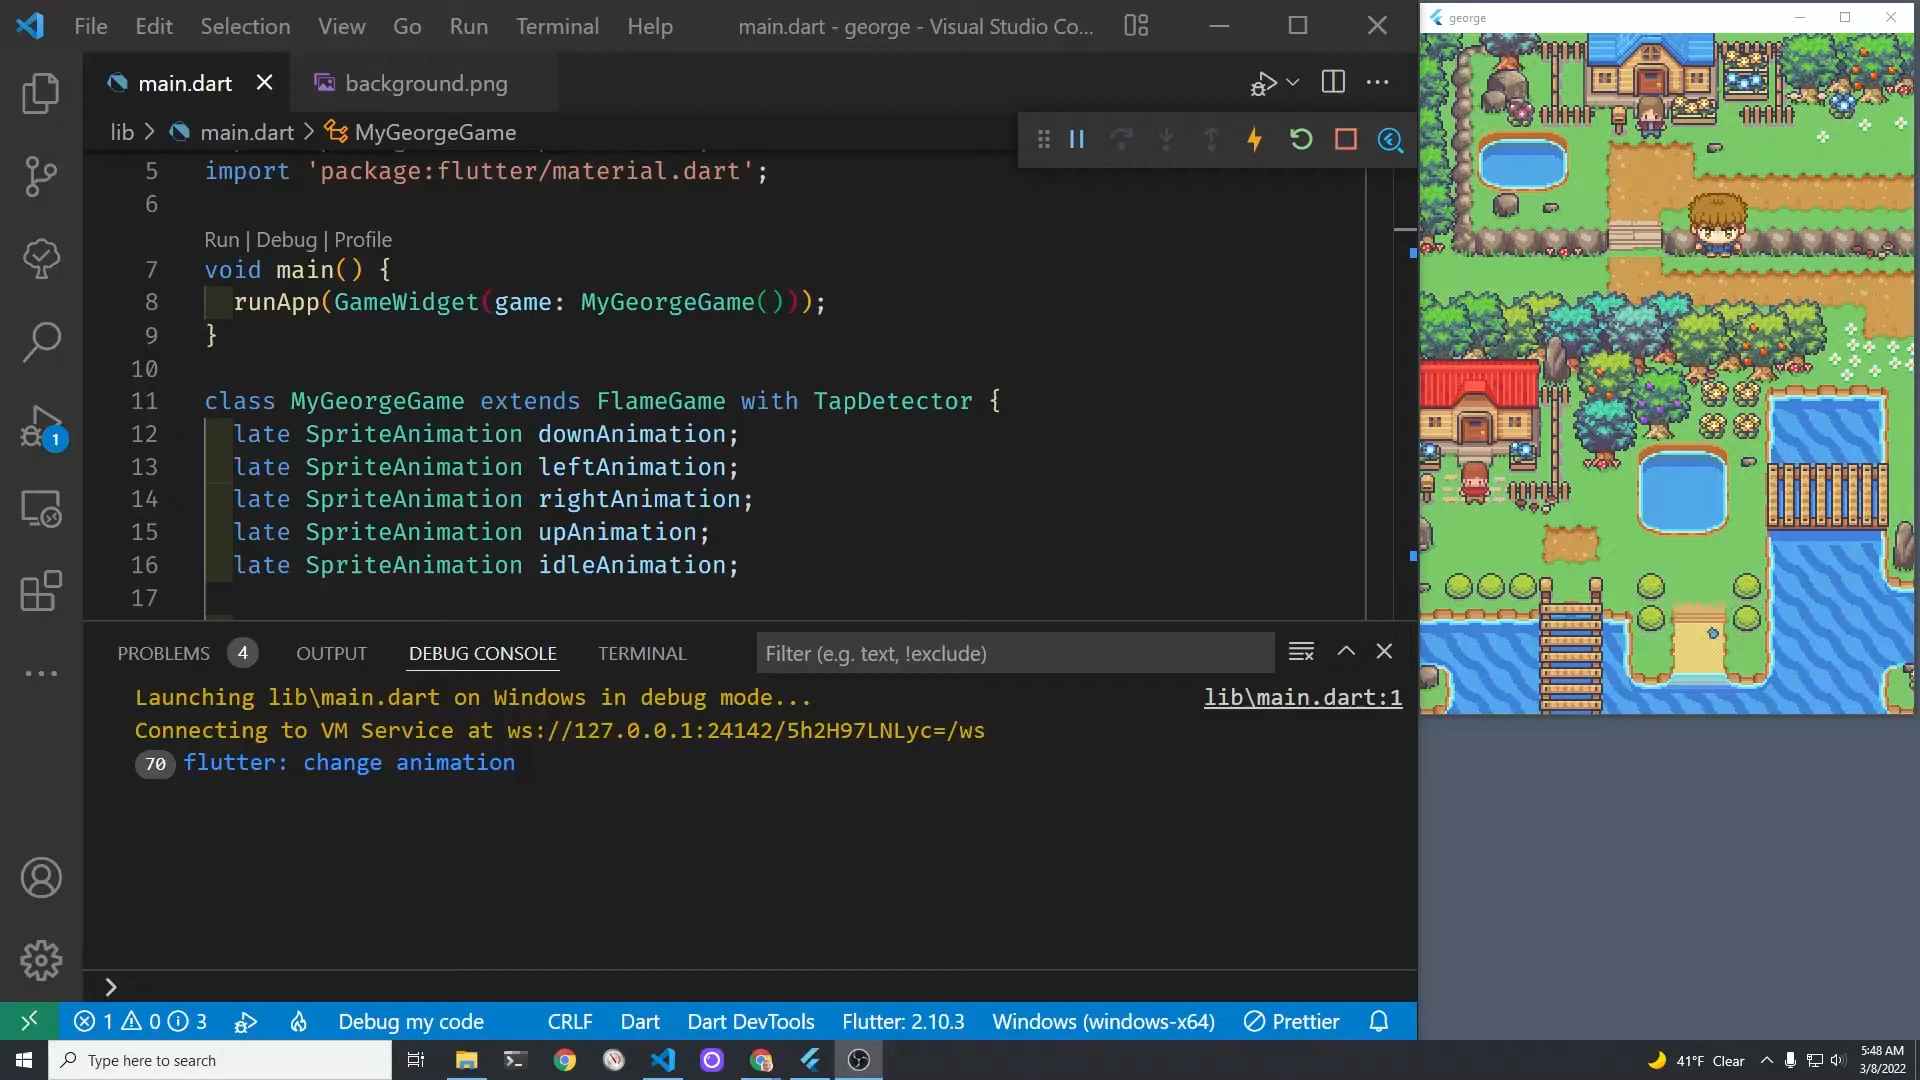 File Edit Selection View Go Run Terminal Help main.dart - george - Visual Studio Co...
george
main.dart background.png
lib > main.dart > MyGeorgeGame
5 import 'package:flutter/material.dart';
6
Run | Debug | Profile
7 void main() {
8 runApp(GameWidget(game: MyGeorgeGame()));
9 }
10
11 class MyGeorgeGame extends FlameGame with TapDetector {
12 late SpriteAnimation downAnimation;
13 late SpriteAnimation leftAnimation;
14 late SpriteAnimation rightAnimation;
15 late SpriteAnimation upAnimation;
16 late SpriteAnimation idleAnimation;
17
1
PROBLEMS 4 OUTPUT DEBUG CONSOLE TERMINAL Filter (e.g. text, !exclude)
Launching lib\main.dart on Windows in debug mode... lib\main.dart:1
Connecting to VM Service at ws://127.0.0.1:24142/5h2H97LNLyc=/ws
70 flutter: change animation
1 0 3 Debug my code CRLF Dart Dart DevTools Flutter: 2.10.3 Windows (windows-x64) Prettier
Type here to search
41°F Clear
5:48 AM
3/8/2022